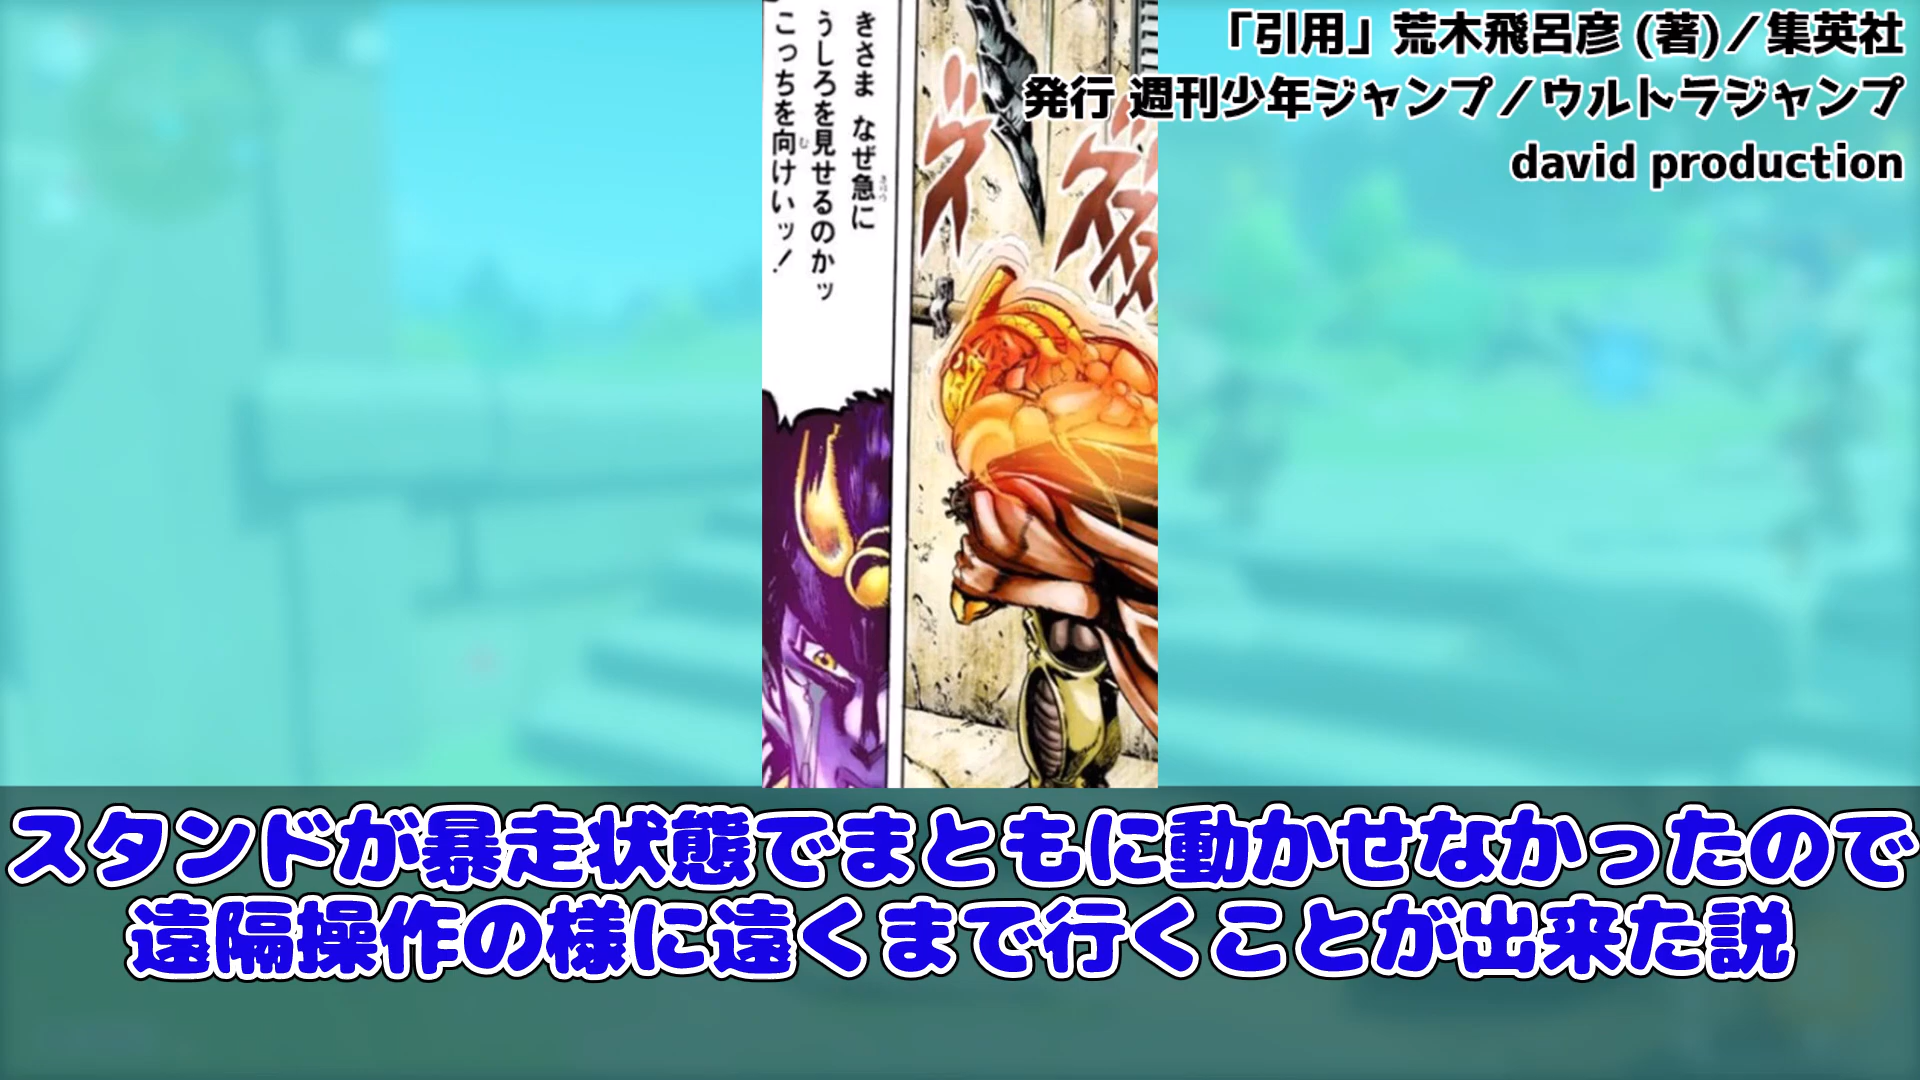 「引用」荒木飛呂彦 (著)／集英社
発行 週刊少年ジャンプ／ウルトラジャンプ
david production
きさま なぜ急に
うしろを見せるのかッ
こっちを向けいッ！
スタンドが暴走状態でまともに動かせなかったので
遠隔操作の様に遠くまで行くことが出来た説